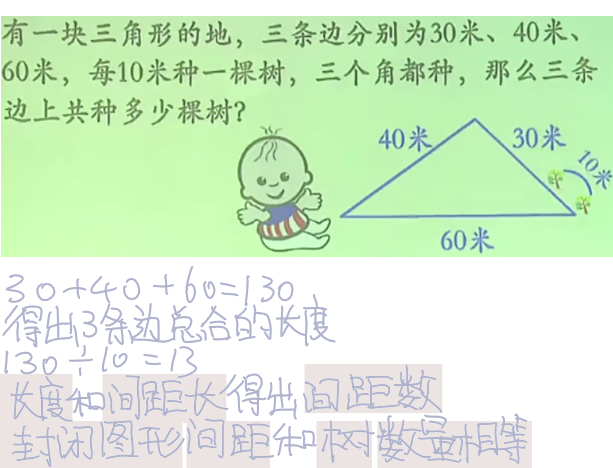 有一块三角形的地，三条边分别为30米、40米、
60米，每10米种一棵树，三个角都种，那么三条
边上共种多少棵树？
40米
30米
10米
60米
30+40+60=130
得出3条边总合的长度
130÷10=13
长度和间距长得出间距数
封闭图形间距和树数量相等